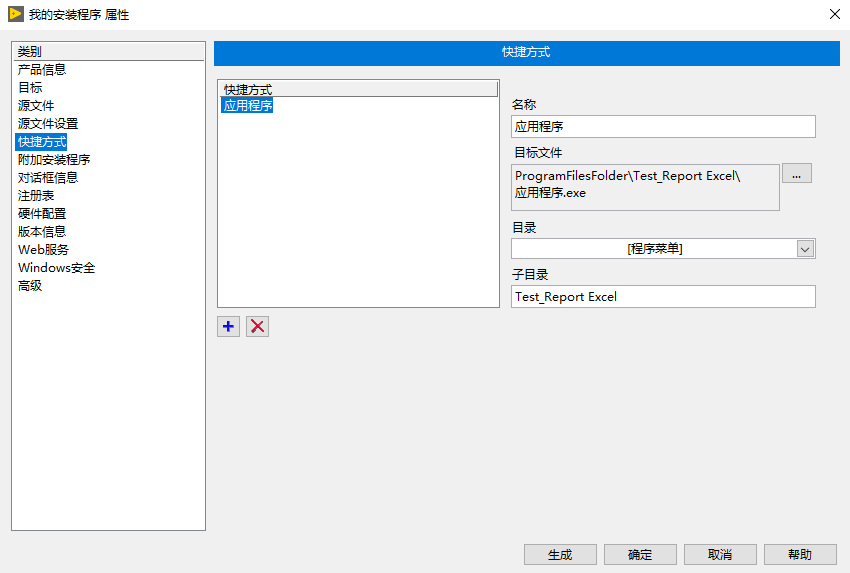 我的安装程序 属性
类别
产品信息
目标
源文件
源文件设置
快捷方式
附加安装程序
对话框信息
注册表
硬件配置
版本信息
Web服务
Windows安全
高级
快捷方式
快捷方式
应用程序
名称
应用程序
目标文件
ProgramFilesFolder\Test_Report Excel\
应用程序.exe
...
目录
[程序菜单]
子目录
Test_Report Excel
生成
确定
取消
帮助